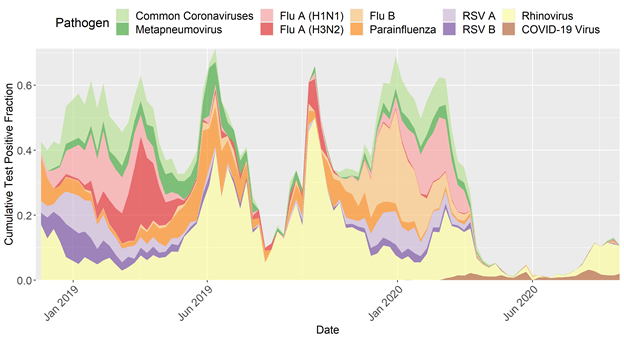 Pathogen
Common Coronaviruses Flu A (H1N1) Flu B RSV A Rhinovirus
Metapneumovirus Flu A (H3N2) Parainfluenza RSV B COVID-19 Virus
Cumulative Test Positive Fraction
0.6
0.4
0.2
0.0
Jan 2019 Jun 2019 Jan 2020 Jun 2020
Date